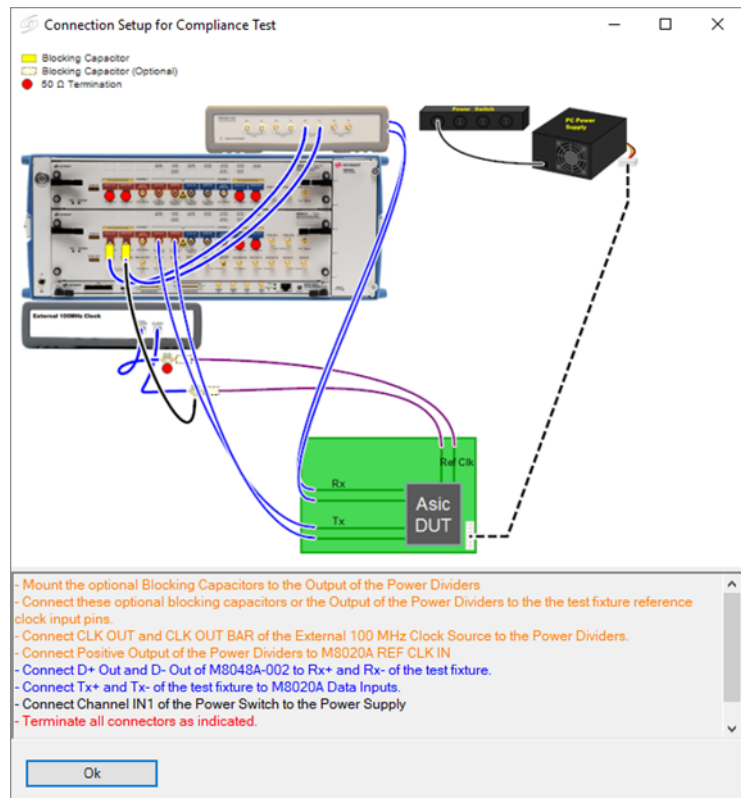 Connection Setup for Compliance Test
Blocking Capacitor
Blocking Capacitor (Optional)
50 Ω Termination
Power Switch
PC Power
Supply
External 100MHz Clock
Ref Clk
Rx
Tx
Asic
DUT
- Mount the optional Blocking Capacitors to the Output of the Power Dividers
- Connect these optional blocking capacitors or the Output of the Power Dividers to the the test fixture reference
clock input pins.
- Connect CLK OUT and CLK OUT BAR of the External 100 MHz Clock Source to the Power Dividers.
- Connect Positive Output of the Power Dividers to M8020A REF CLK IN
- Connect D+ Out and D- Out of M8048A-002 to Rx+ and Rx- of the test fixture.
- Connect Tx+ and Tx- of the test fixture to M8020A Data Inputs.
- Connect Channel IN1 of the Power Switch to the Power Supply
- Terminate all connectors as indicated.
Ok